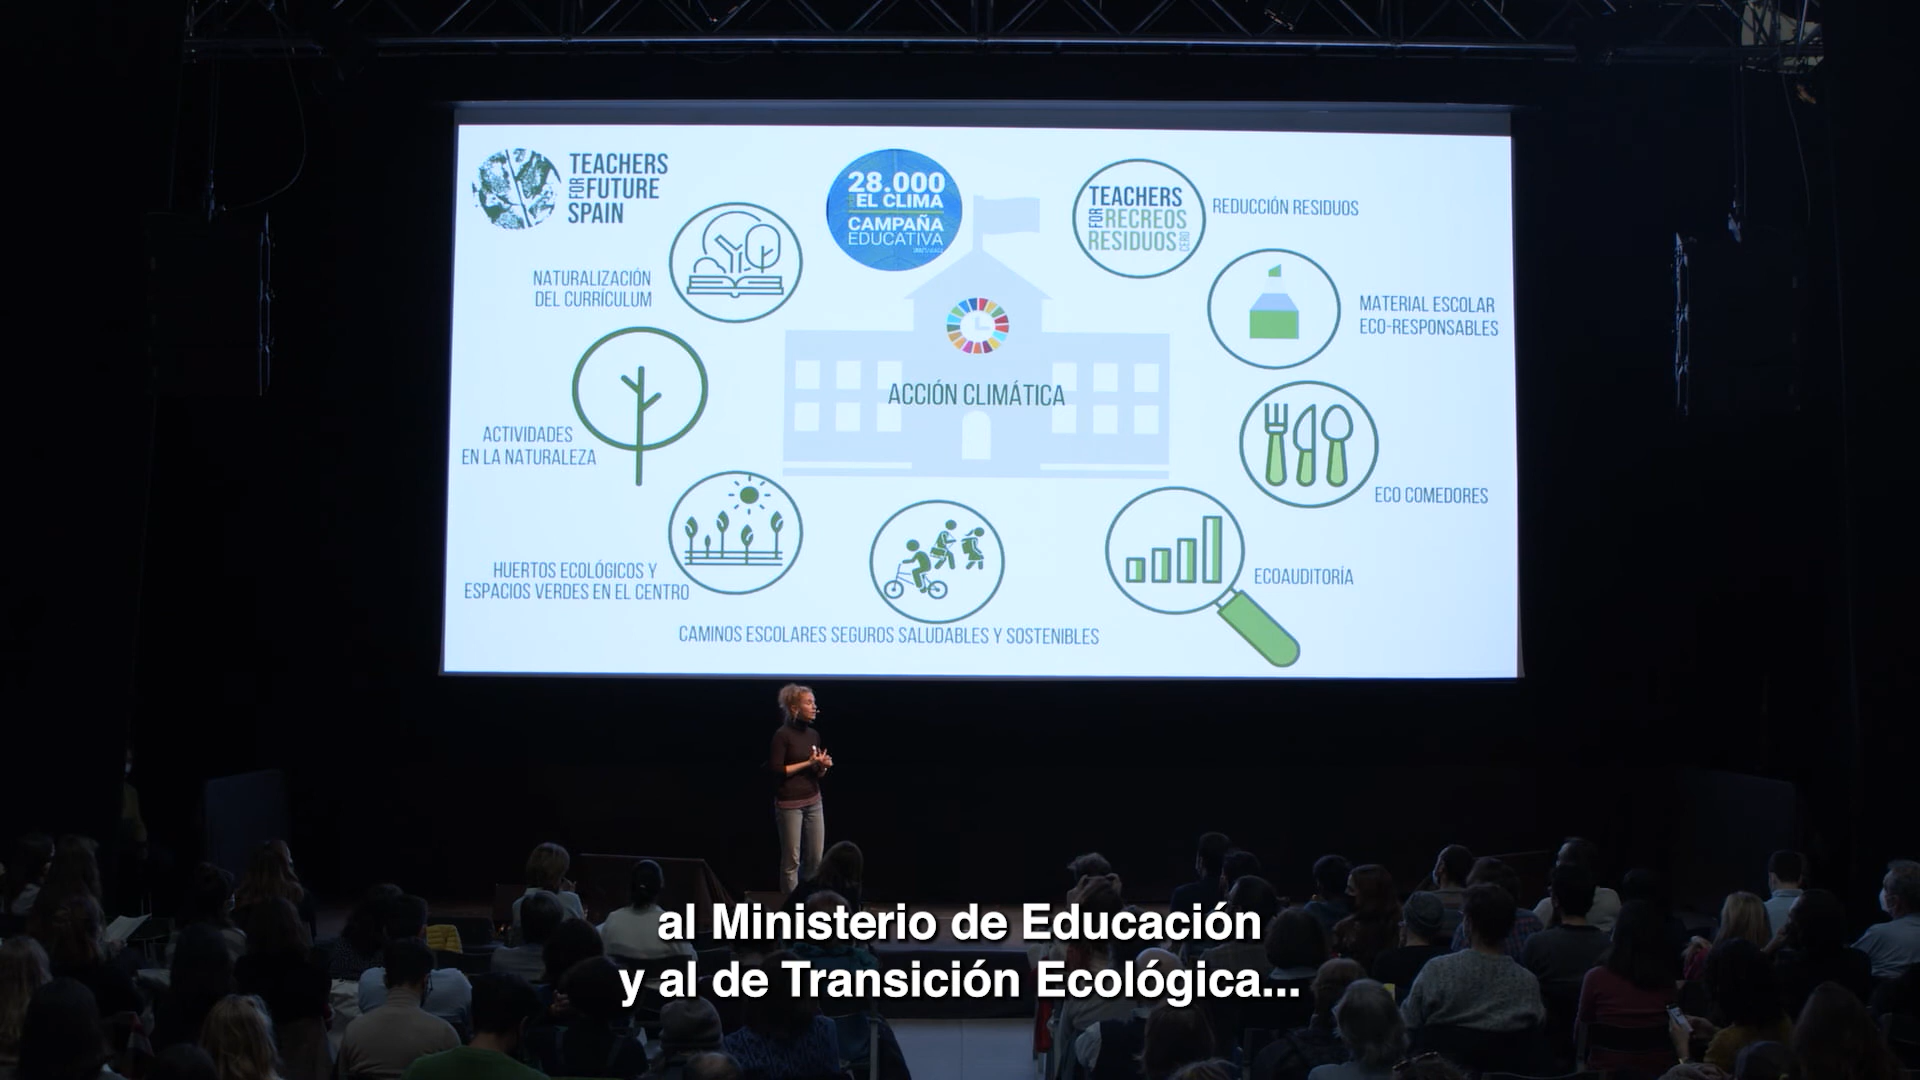 TEACHERS
FOR FUTURE
SPAIN
28.000
EL CLIMA
CAMPAÑA
EDUCATIVA
TEACHERS
FOR RECREOS
RESIDUOS CERO
REDUCCIÓN RESIDUOS
NATURALIZACIÓN
DEL CURRÍCULUM
MATERIAL ESCOLAR
ECO-RESPONSABLES
ACCIÓN CLIMÁTICA
ACTIVIDADES
EN LA NATURALEZA
ECO COMEDORES
HUERTOS ECOLÓGICOS Y
ESPACIOS VERDES EN EL CENTRO
ECOAUDITORÍA
CAMINOS ESCOLARES SEGUROS SALUDABLES Y SOSTENIBLES
al Ministerio de Educación
y al de Transición Ecológica...